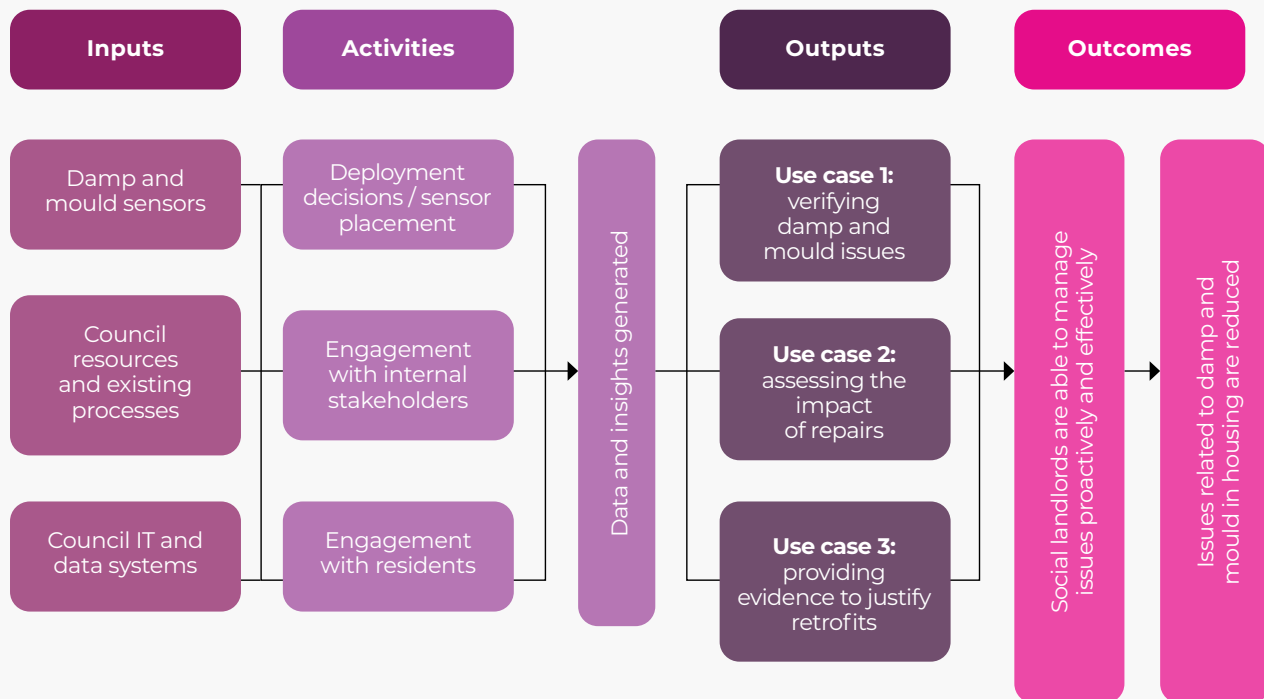 Inputs
Activities
Outputs
Outcomes
Damp and
mould sensors
Council
resources
and existing
processes
Council IT and
data systems
Deployment
decisions / sensor
placement
Engagement
with internal
stakeholders
Engagement
with residents
Data and insights generated
Use case 1:
verifying
damp and
mould issues
Use case 2:
assessing the
impact
of repairs
Use case 3:
providing
evidence to justify
retrofits
Social landlords are able to manage
issues proactively and effectively
Issues related to damp and
mould in housing are reduced